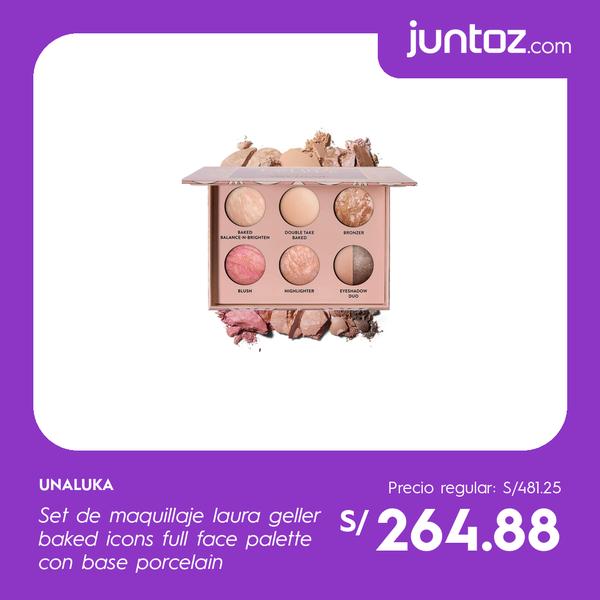 juntoz.com
BAKED
BALANCE-N-BRIGHTEN
DOUBLE TAKE
BAKED
BRONZER
BLUSH
HIGHLIGHTER
EYESHADOW
DUO
UNALUKA
Set de maquillaje laura geller
baked icons full face palette
con base porcelain
Precio regular: S/481.25
S/264.88